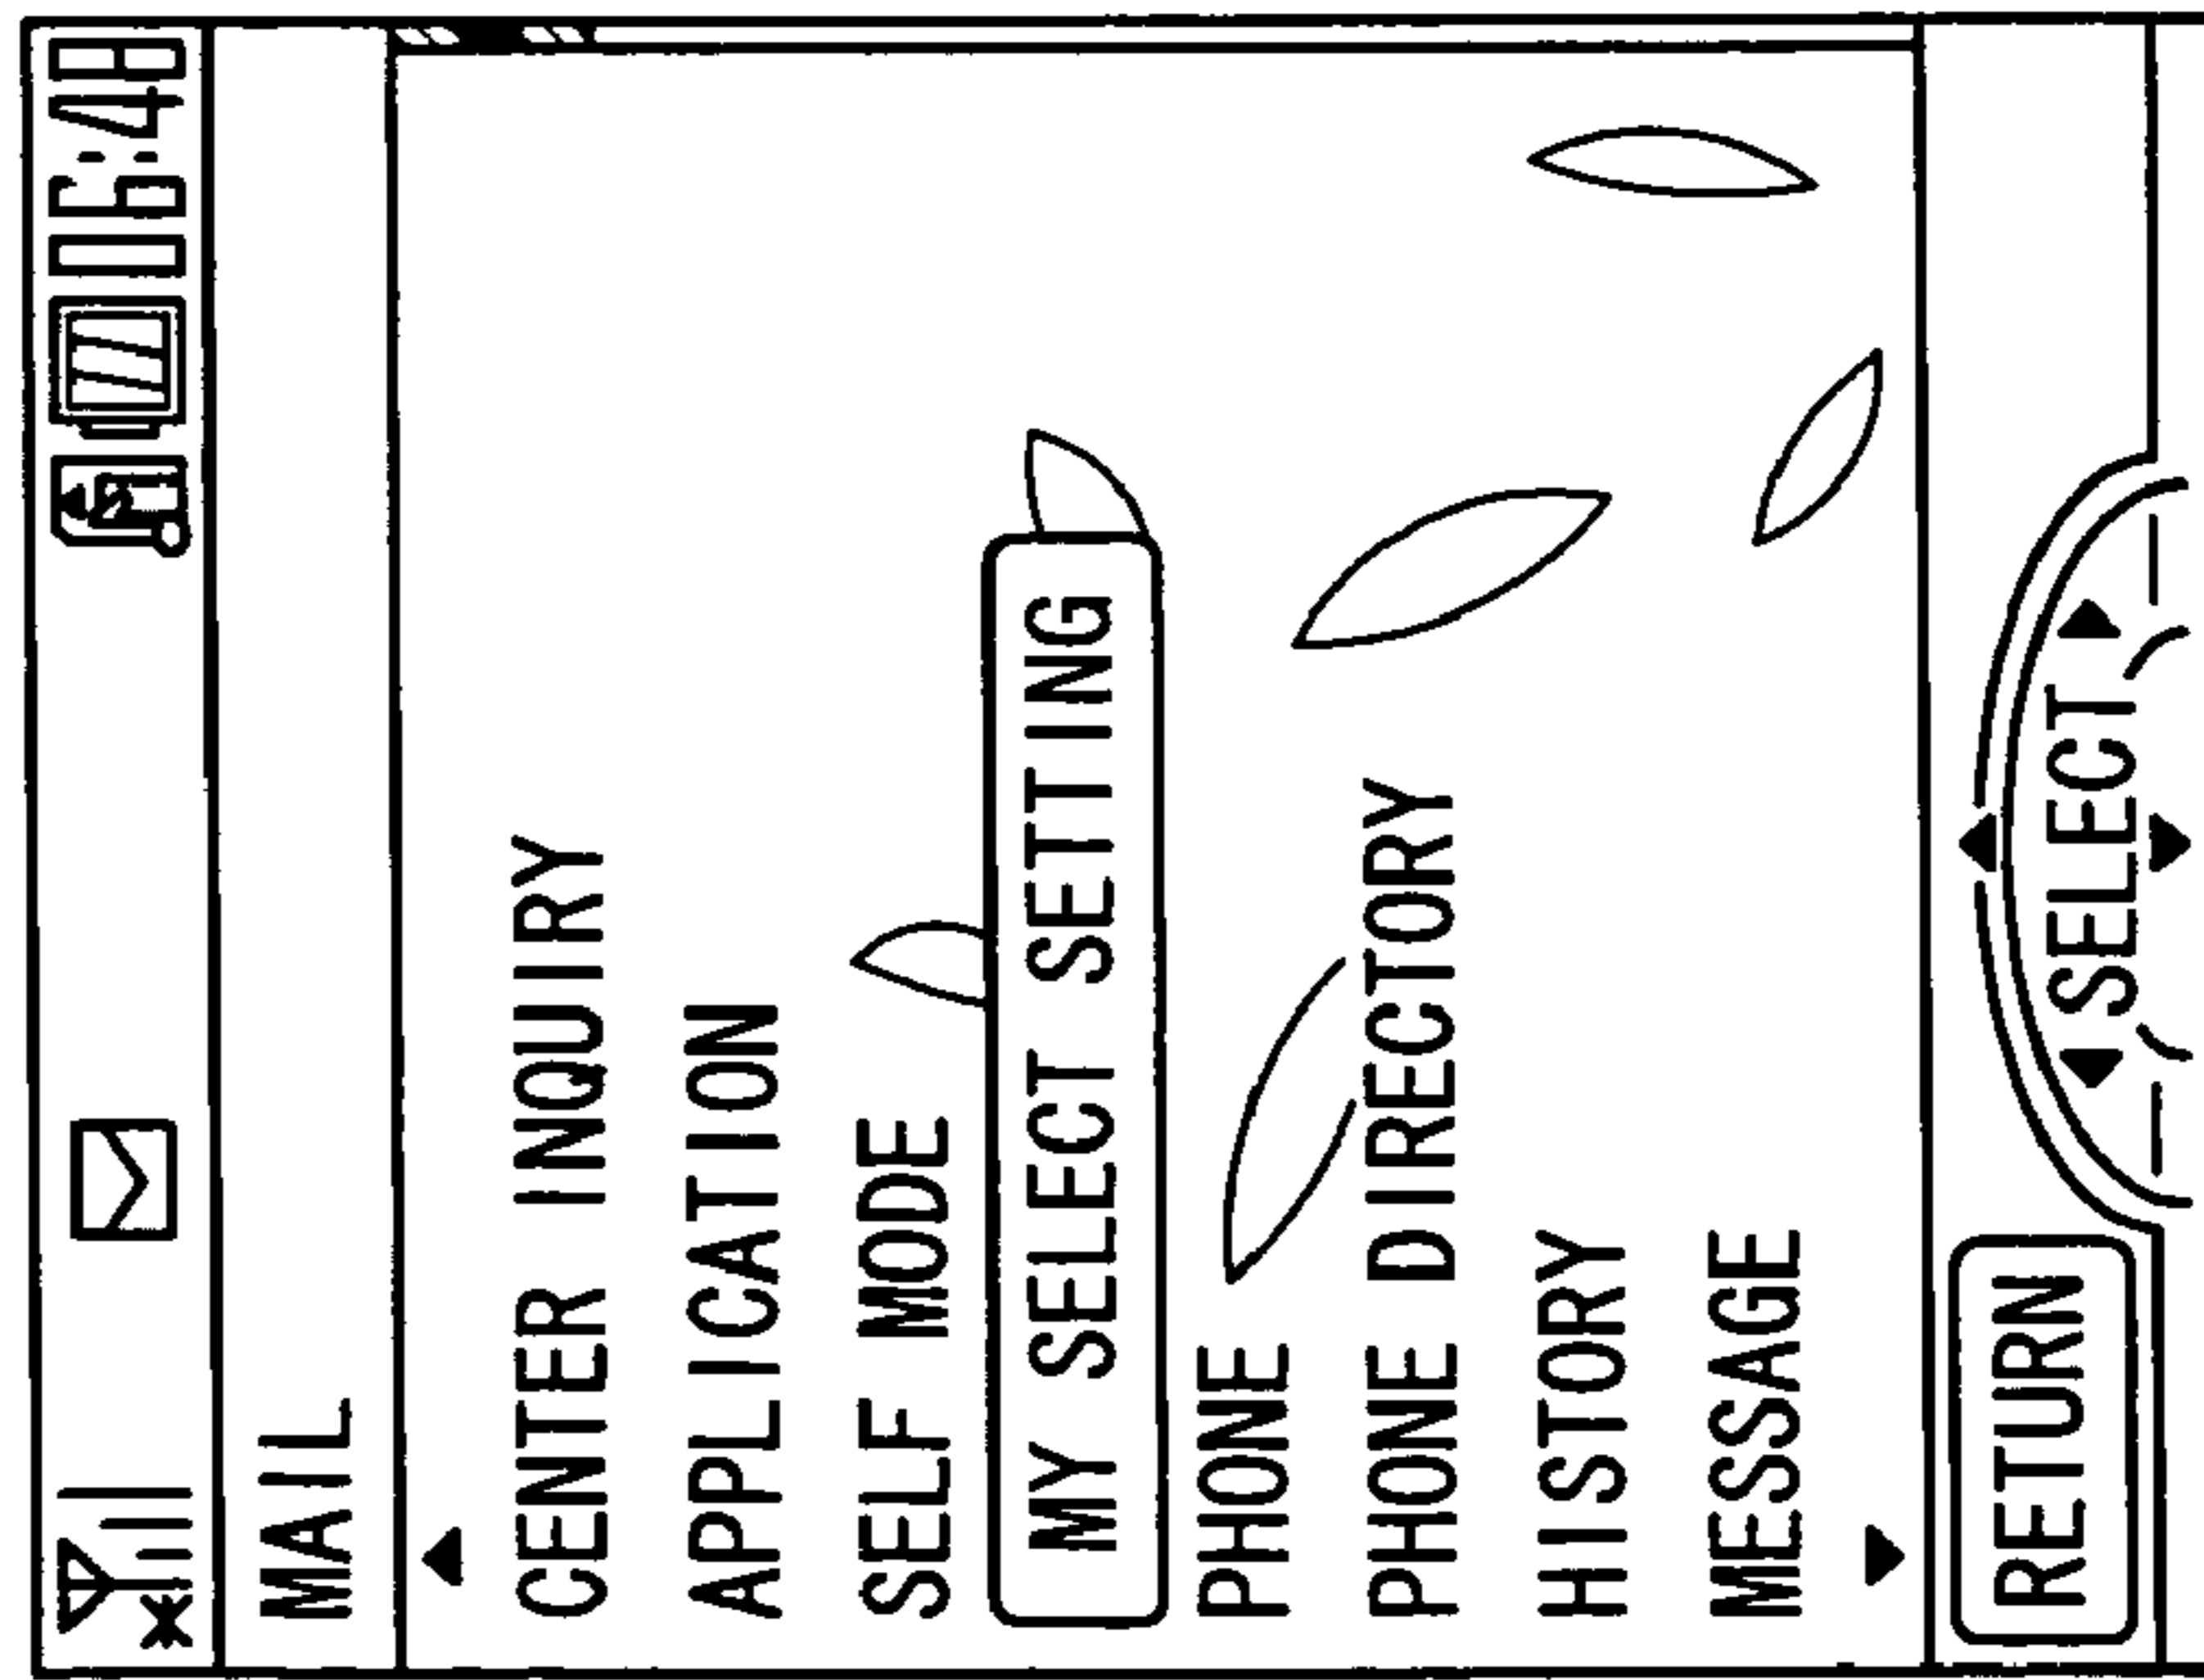 06:48
MAIL
CENTER INQUIRY
APPLICATION
SELF MODE
MY SELECT SETTING
PHONE
PHONE DIRECTORY
HISTORY
MESSAGE
RETURN
SELECT